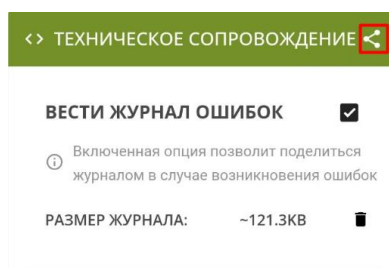 <> ТЕХНИЧЕСКОЕ СОПРОВОЖДЕНИЕ
ВЕСТИ ЖУРНАЛ ОШИБОК
Включенная опция позволит поделиться
журналом в случае возникновения ошибок
РАЗМЕР ЖУРНАЛА: ~121.3KB